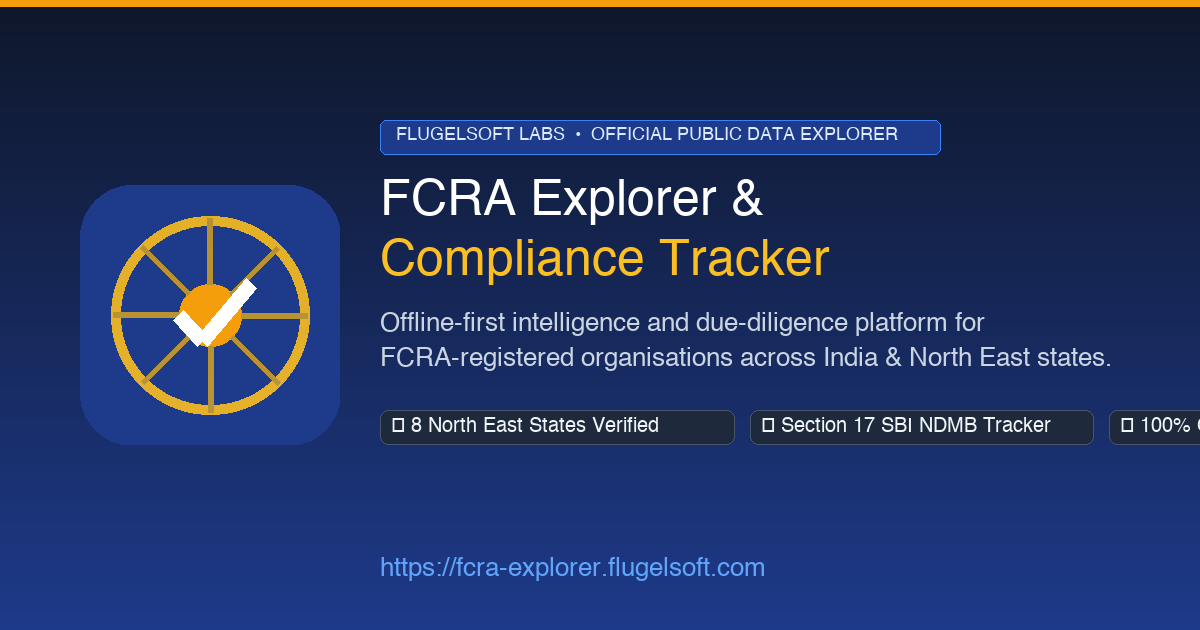 FLUGELSOFT LABS • OFFICIAL PUBLIC DATA EXPLORER
FCRA Explorer &
Compliance Tracker
Offline-first intelligence and due-diligence platform for
FCRA-registered organisations across India & North East states.
8 North East States Verified
Section 17 SBI NDMB Tracker
100%
https://fcra-explorer.flugelsoft.com